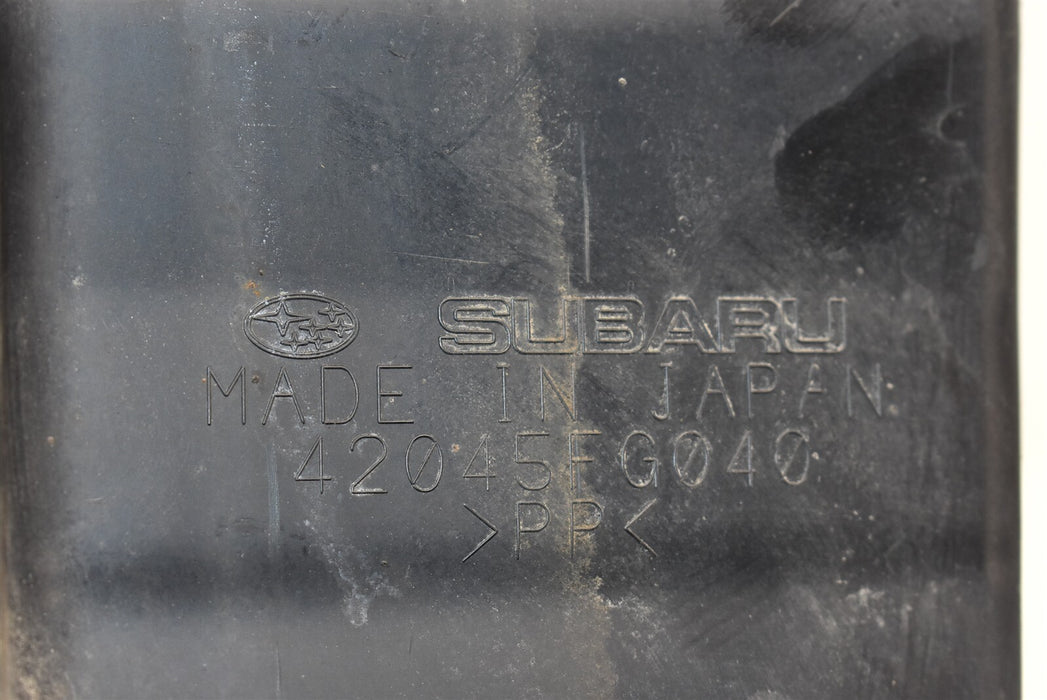 SUBARU
MADE IN JAPAN
42045FG040
>PP<